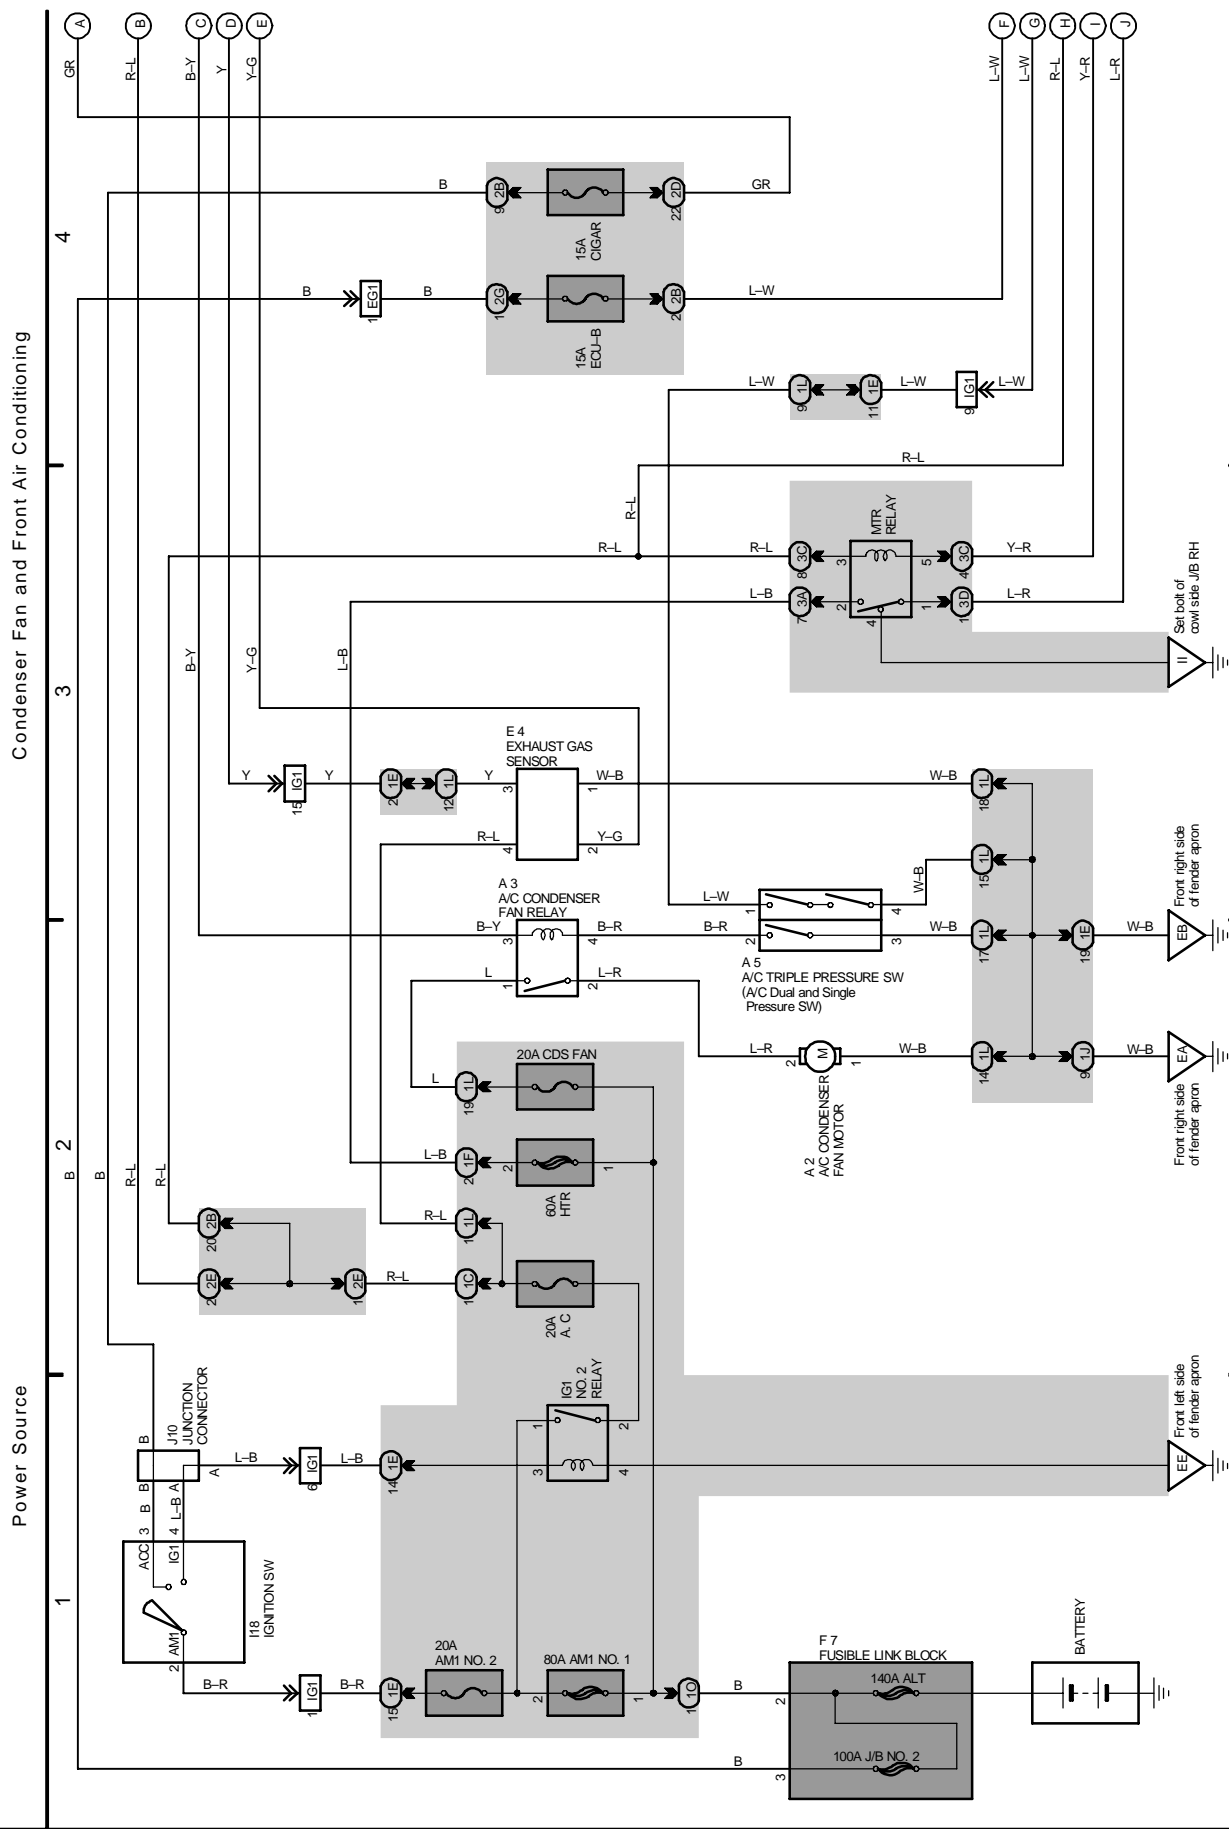 Power Source
Condenser Fan and Front Air Conditioning
1
2
3
4
A
B
C
D
E
F
G
H
I
J
GR
R–L
B–Y
Y
Y–G
L–W
L–W
R–L
Y–R
L–R
B
9
2B
15A
CIGAR
22
2D
GR
B
1
EG1
B
1
2G
15A
ECU–B
2
2B
L–W
L–W
9
1L
11
1E
L–W
9
IG1
L–W
R–L
R–L
R–L
R–L
8
3C
3
MTR
RELAY
5
4
3C
Y–R
L–B
7
3A
2
4
1
1
3D
L–R
II
Set bolt of
cowl side J/B RH
B–Y
Y–G
L–B
Y
15
IG1
Y
2
1E
12
1L
Y
3
E 4
EXHAUST GAS
SENSOR
1
W–B
W–B
18
1L
R–L
4
2
Y–G
15
1L
W–B
A 3
A/C CONDENSER
FAN RELAY
B–Y
3
4
B–R
B–R
L
1
2
L–R
L–W
1
4
2
3
W–B
17
1L
19
1E
W–B
EB
Front right side
of fender apron
A 5
A/C TRIPLE PRESSURE SW
(A/C Dual and Single
Pressure SW)
L–R
2
M
1
W–B
14
1L
9
1J
W–B
EA
Front right side
of fender apron
A 2
A/C CONDENSER
FAN MOTOR
20A CDS FAN
L
19
1L
L–B
2
1F
2
1
60A
HTR
R–L
1
1L
R–L
1
1C
20A
A. C
B
B
R–L
R–L
20
2B
2
2E
1
2E
J10
JUNCTION
CONNECTOR
B
B
B
3
ACC
A
L–B
A
L–B
4
IG1
6
IG1
L–B
14
1E
3
4
1
2
IG1
NO. 2
RELAY
EE
Front left side
of fender apron
I18
IGNITION SW
AM1
2
B–R
1
IG1
B–R
15
1E
20A
AM1 NO. 2
80A AM1 NO. 1
2
1
1
1O
B
2
F 7
FUSIBLE LINK BLOCK
140A ALT
100A J/B NO. 2
3
B
BATTERY